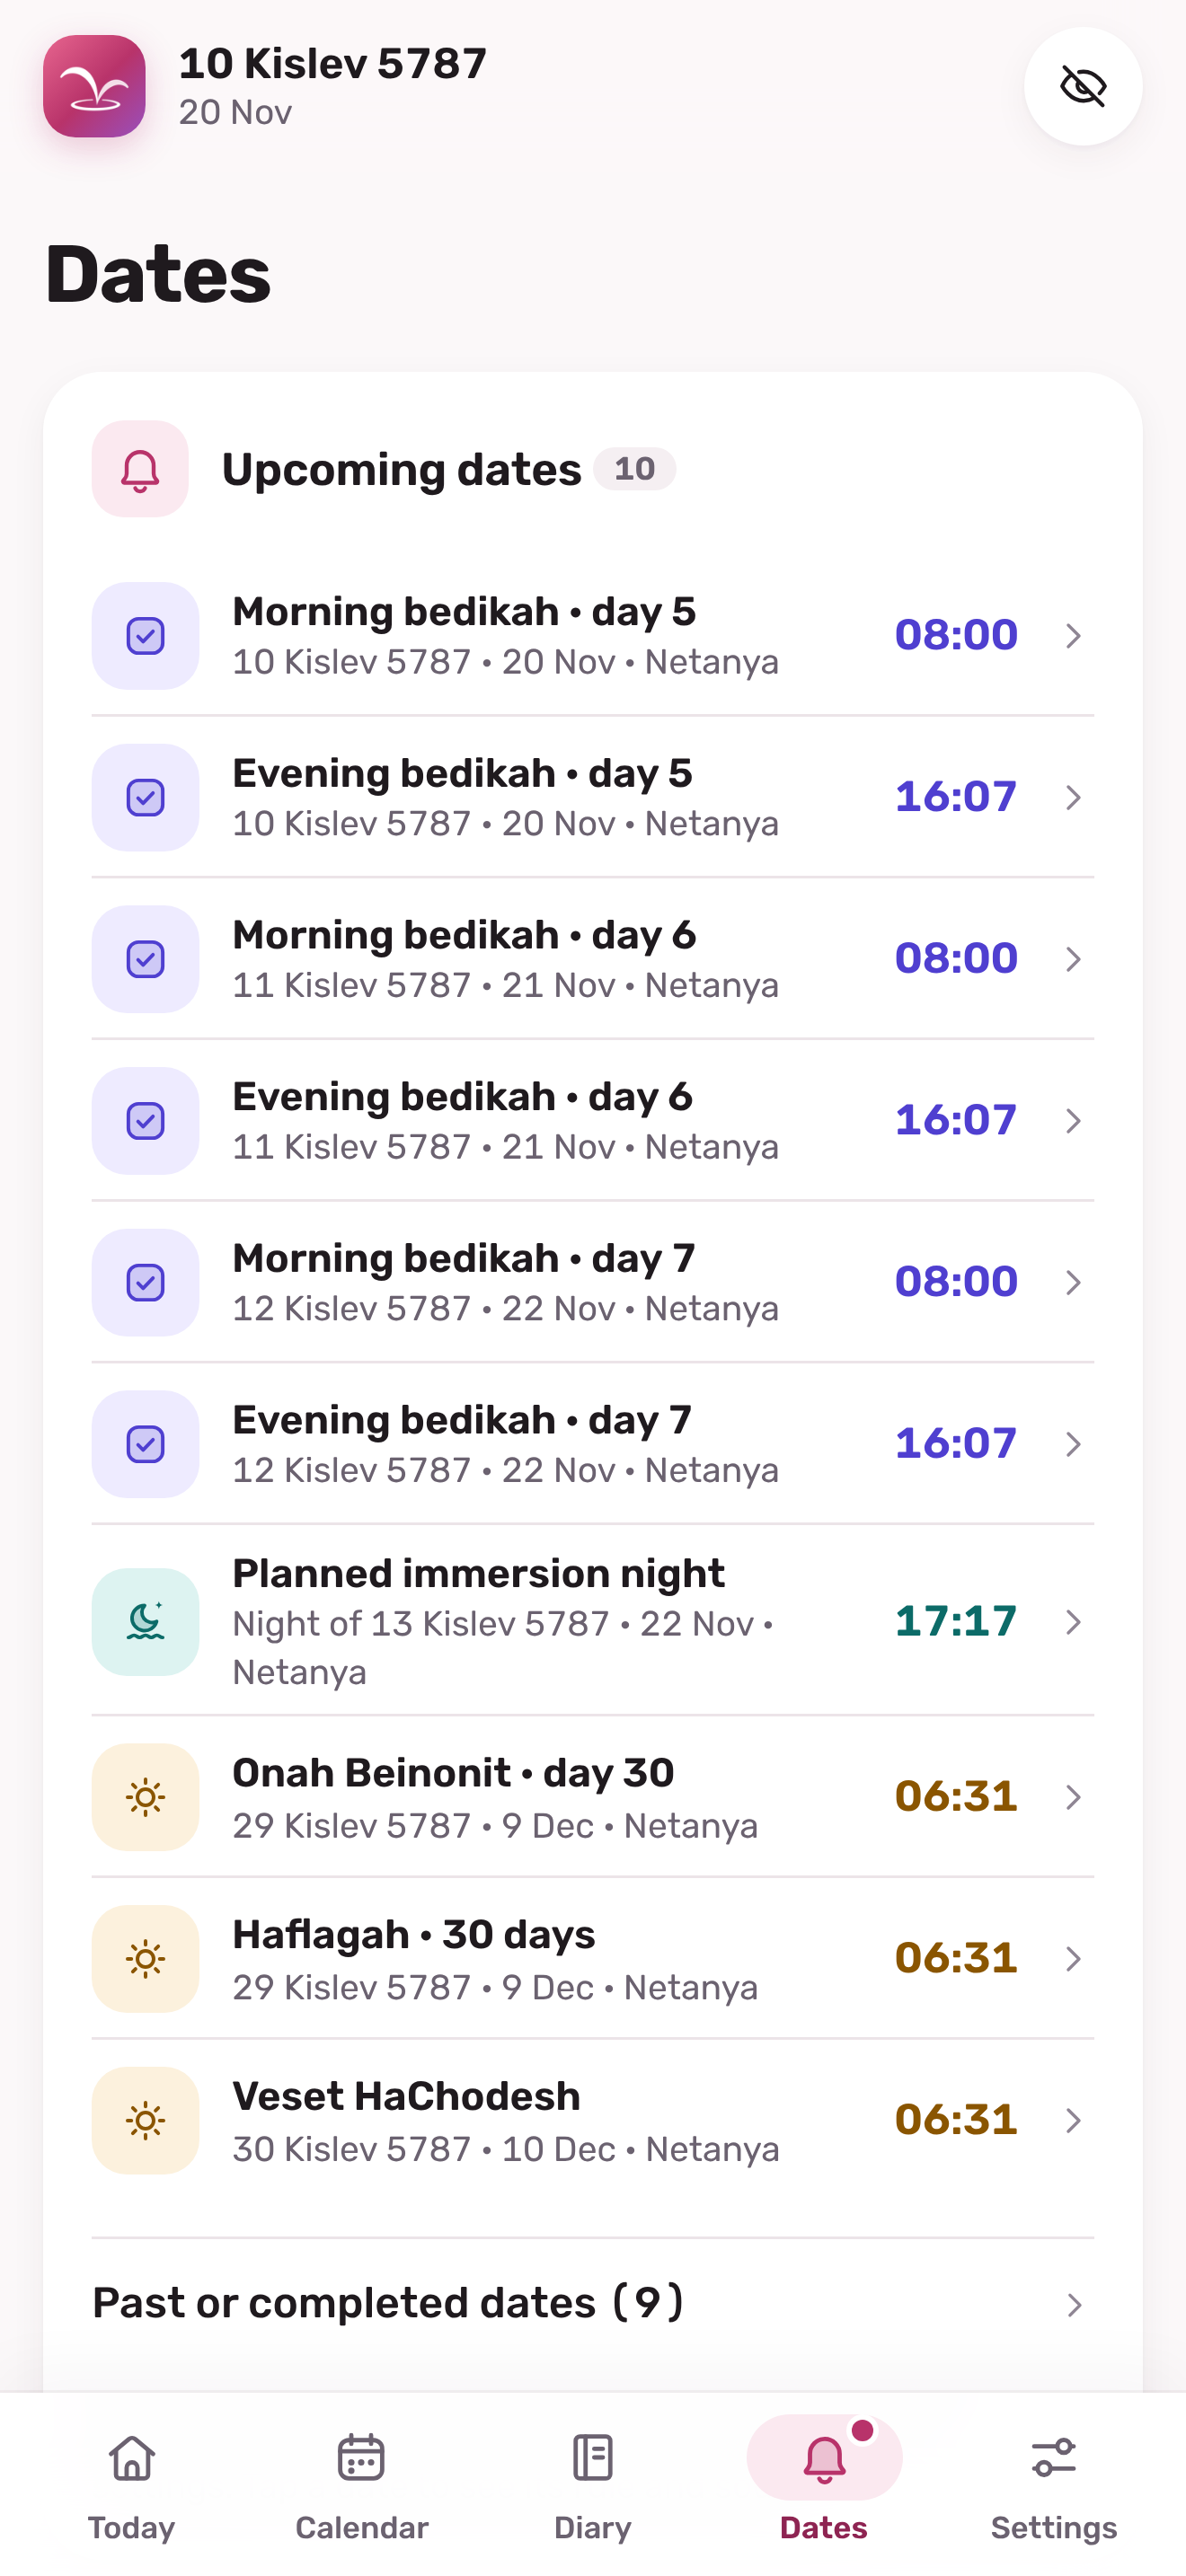 10 Kislev 5787
20 Nov
Dates
Upcoming dates 10
Morning bedikah • day 5
10 Kislev 5787 • 20 Nov • Netanya
08:00
Evening bedikah • day 5
10 Kislev 5787 • 20 Nov • Netanya
16:07
Morning bedikah • day 6
11 Kislev 5787 • 21 Nov • Netanya
08:00
Evening bedikah • day 6
11 Kislev 5787 • 21 Nov • Netanya
16:07
Morning bedikah • day 7
12 Kislev 5787 • 22 Nov • Netanya
08:00
Evening bedikah • day 7
12 Kislev 5787 • 22 Nov • Netanya
16:07
Planned immersion night
Night of 13 Kislev 5787 • 22 Nov •
Netanya
17:17
Onah Beinonit • day 30
29 Kislev 5787 • 9 Dec • Netanya
06:31
Haflagah • 30 days
29 Kislev 5787 • 9 Dec • Netanya
06:31
Veset HaChodesh
30 Kislev 5787 • 10 Dec • Netanya
06:31
Past or completed dates (9)
Today
Calendar
Diary
Dates
Settings